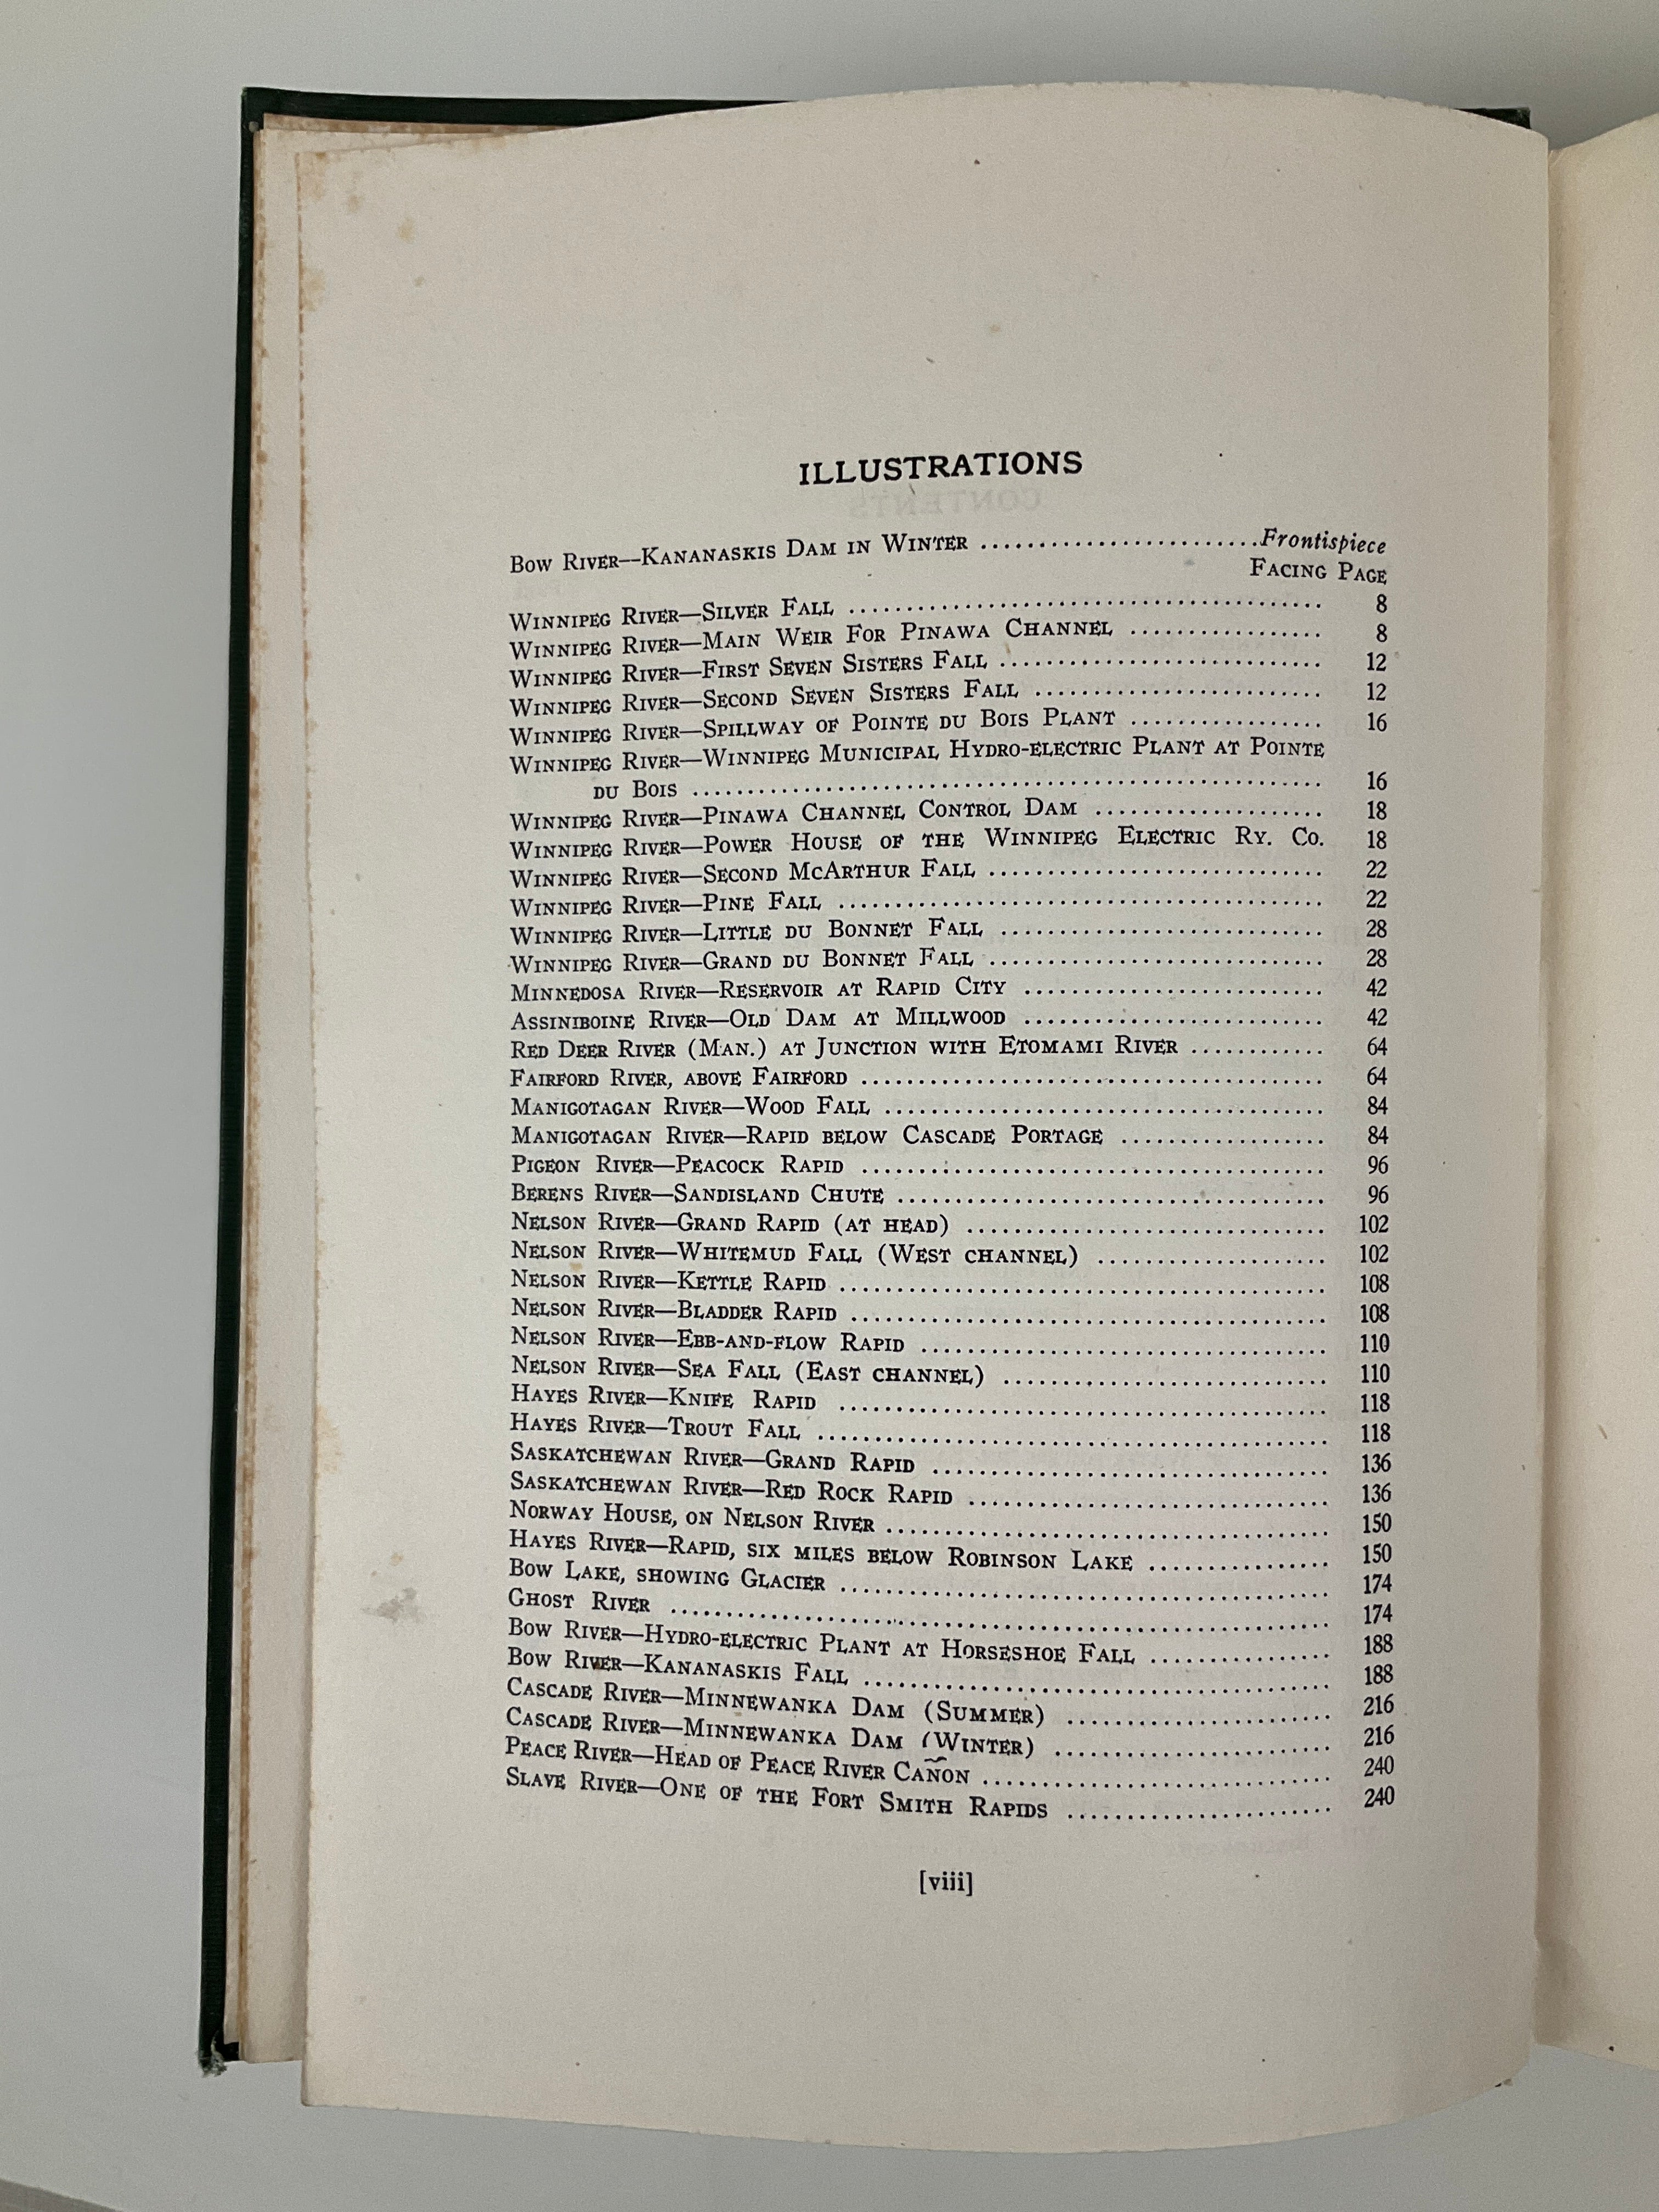 ILLUSTRATIONS
Bow River—Kananaskis Dam in Winter ........................Frontispiece
Facing Page
Winnipeg River—Silver Fall ........................................ 8
Winnipeg River—Main Weir For Pinawa Channel ................. 8
Winnipeg River—First Seven Sisters Fall ............................ 12
Winnipeg River—Second Seven Sisters Fall ......................... 12
Winnipeg River—Spillway of Pointe du Bois Plant ................. 16
Winnipeg River—Winnipeg Municipal Hydro-electric Plant at Pointe
du Bois ....................................................... 16
Winnipeg River—Pinawa Channel Control Dam .................... 18
Winnipeg River—Power House of the Winnipeg Electric Ry. Co. 18
Winnipeg River—Second McArthur Fall ............................. 22
Winnipeg River—Pine Fall .......................................... 22
Winnipeg River—Little du Bonnet Fall ............................ 28
Winnipeg River—Grand du Bonnet Fall ............................. 28
Minnedosa River—Reservoir at Rapid City .......................... 42
Assiniboine River—Old Dam at Millwood .......................... 42
Red Deer River (Man.) at Junction with Etomami River ............ 64
Fairford River, above Fairford ........................................ 64
Manigotagan River—Wood Fall ...................................... 84
Manigotagan River—Rapid below Cascade Portage .................. 84
Pigeon River—Peacock Rapid ........................................ 96
Berens River—Sandisland Chute ..................................... 96
Nelson River—Grand Rapid (at head) ............................... 102
Nelson River—Whitemud Fall (West channel) .................... 102
Nelson River—Kettle Rapid .......................................... 108
Nelson River—Bladder Rapid ......................................... 108
Nelson River—Ebb-and-flow Rapid ................................... 110
Nelson River—Sea Fall (East channel) ............................ 110
Hayes River—Knife Rapid .......................................... 118
Hayes River—Trout Fall ............................................ 118
Saskatchewan River—Grand Rapid .................................. 136
Saskatchewan River—Red Rock Rapid ............................... 136
Norway House, on Nelson River ...................................... 150
Hayes River—Rapid, six miles below Robinson Lake ................ 150
Bow Lake, showing Glacier .......................................... 174
Ghost River ......................................................... 174
Bow River—Hydro-electric Plant at Horseshoe Fall ................ 188
Bow River—Kananaskis Fall ......................................... 188
Cascade River—Minnewanka Dam (Summer) ....................... 216
Cascade River—Minnewanka Dam (Winter) ........................ 216
Peace River—Head of Peace River Cañon .............................. 240
Slave River—One of the Fort Smith Rapids ....................... 240
[viii]